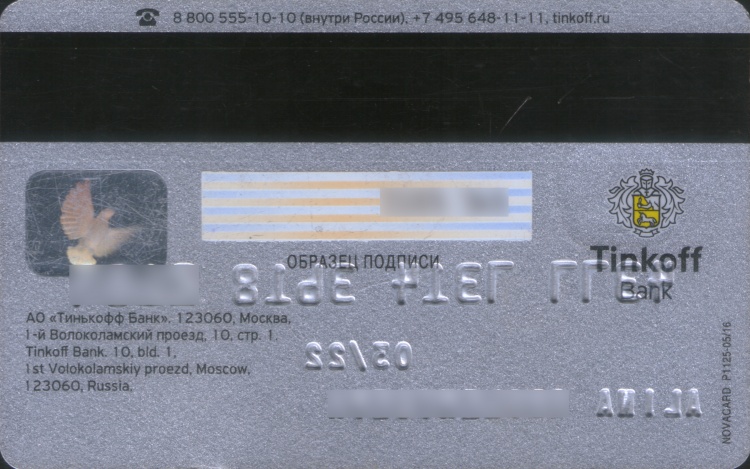 8 800 555-10-10 (внутри России), +7 495 648-11-11, tinkoff.ru
ОБРАЗЕЦ ПОДПИСИ
Tinkoff
Bank
АО «Тинькофф Банк». 123060, Москва,
1-й Волоколамский проезд, 10, стр. 1.
Tinkoff Bank. 10, bld. 1,
1st Volokolamskiy proezd, Moscow,
123060, Russia.
ALINA
NOVACARD P1125-05/16